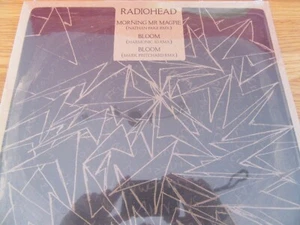 RADIOHEAD
MORNING MR MAGPIE
[NATHAN FAKE RMX]
BLOOM
[HARMONIC 313 RMX]
BLOOM
[MARK PRITCHARD RMX]